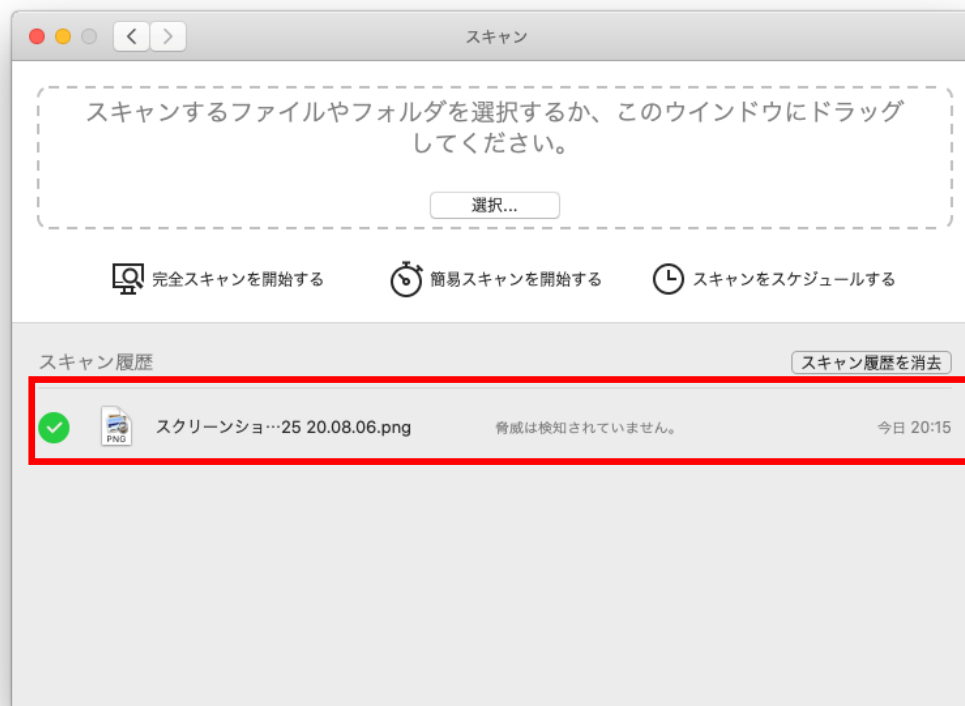 スキャン
スキャンするファイルやフォルダを選択するか、このウインドウにドラッグ
してください。
選択...
完全スキャンを開始する
簡易スキャンを開始する
スキャンをスケジュールする
スキャン履歴
スキャン履歴を消去
PNG
スクリーンショ…25 20.08.06.png
脅威は検知されていません。
今日 20:15